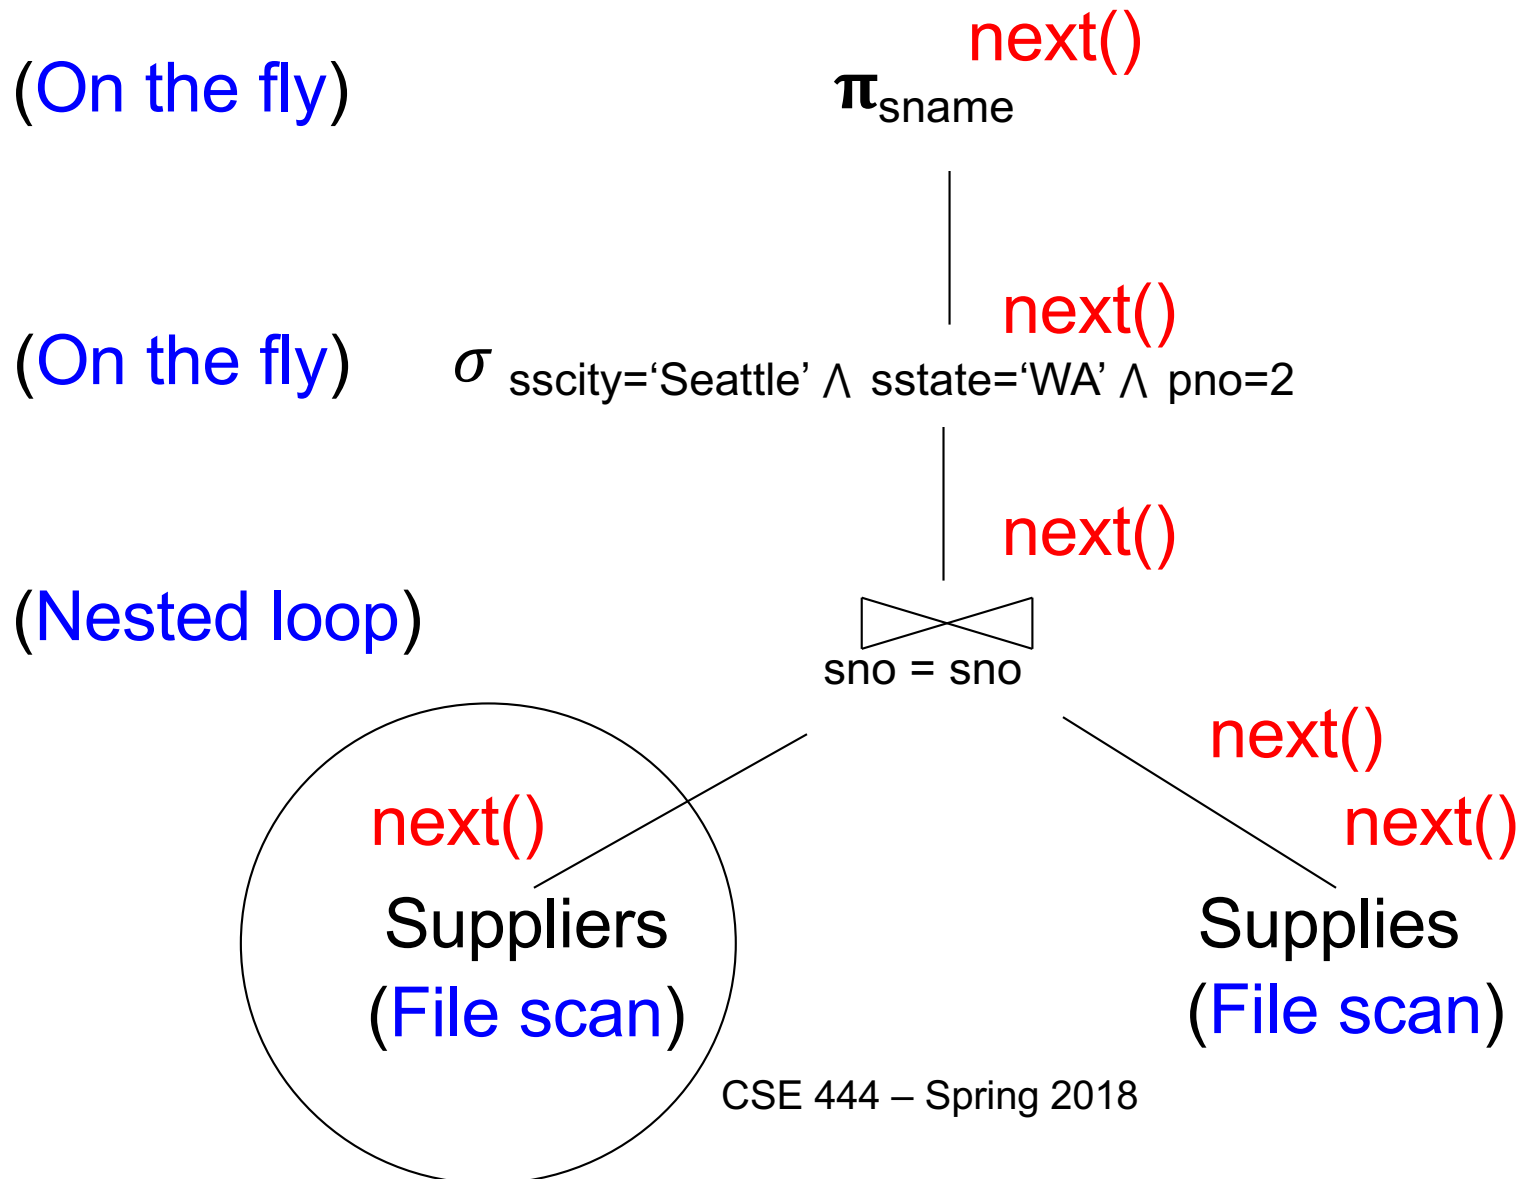 next()
(On the fly) πsname
next()
(On the fly) σ sscity=‘Seattle’ ∧ sstate=‘WA’ ∧ pno=2
next()
(Nested loop)
sno = sno
next()
next() next()
Suppliers Supplies
(File scan) (File scan)
CSE 444 – Spring 2018